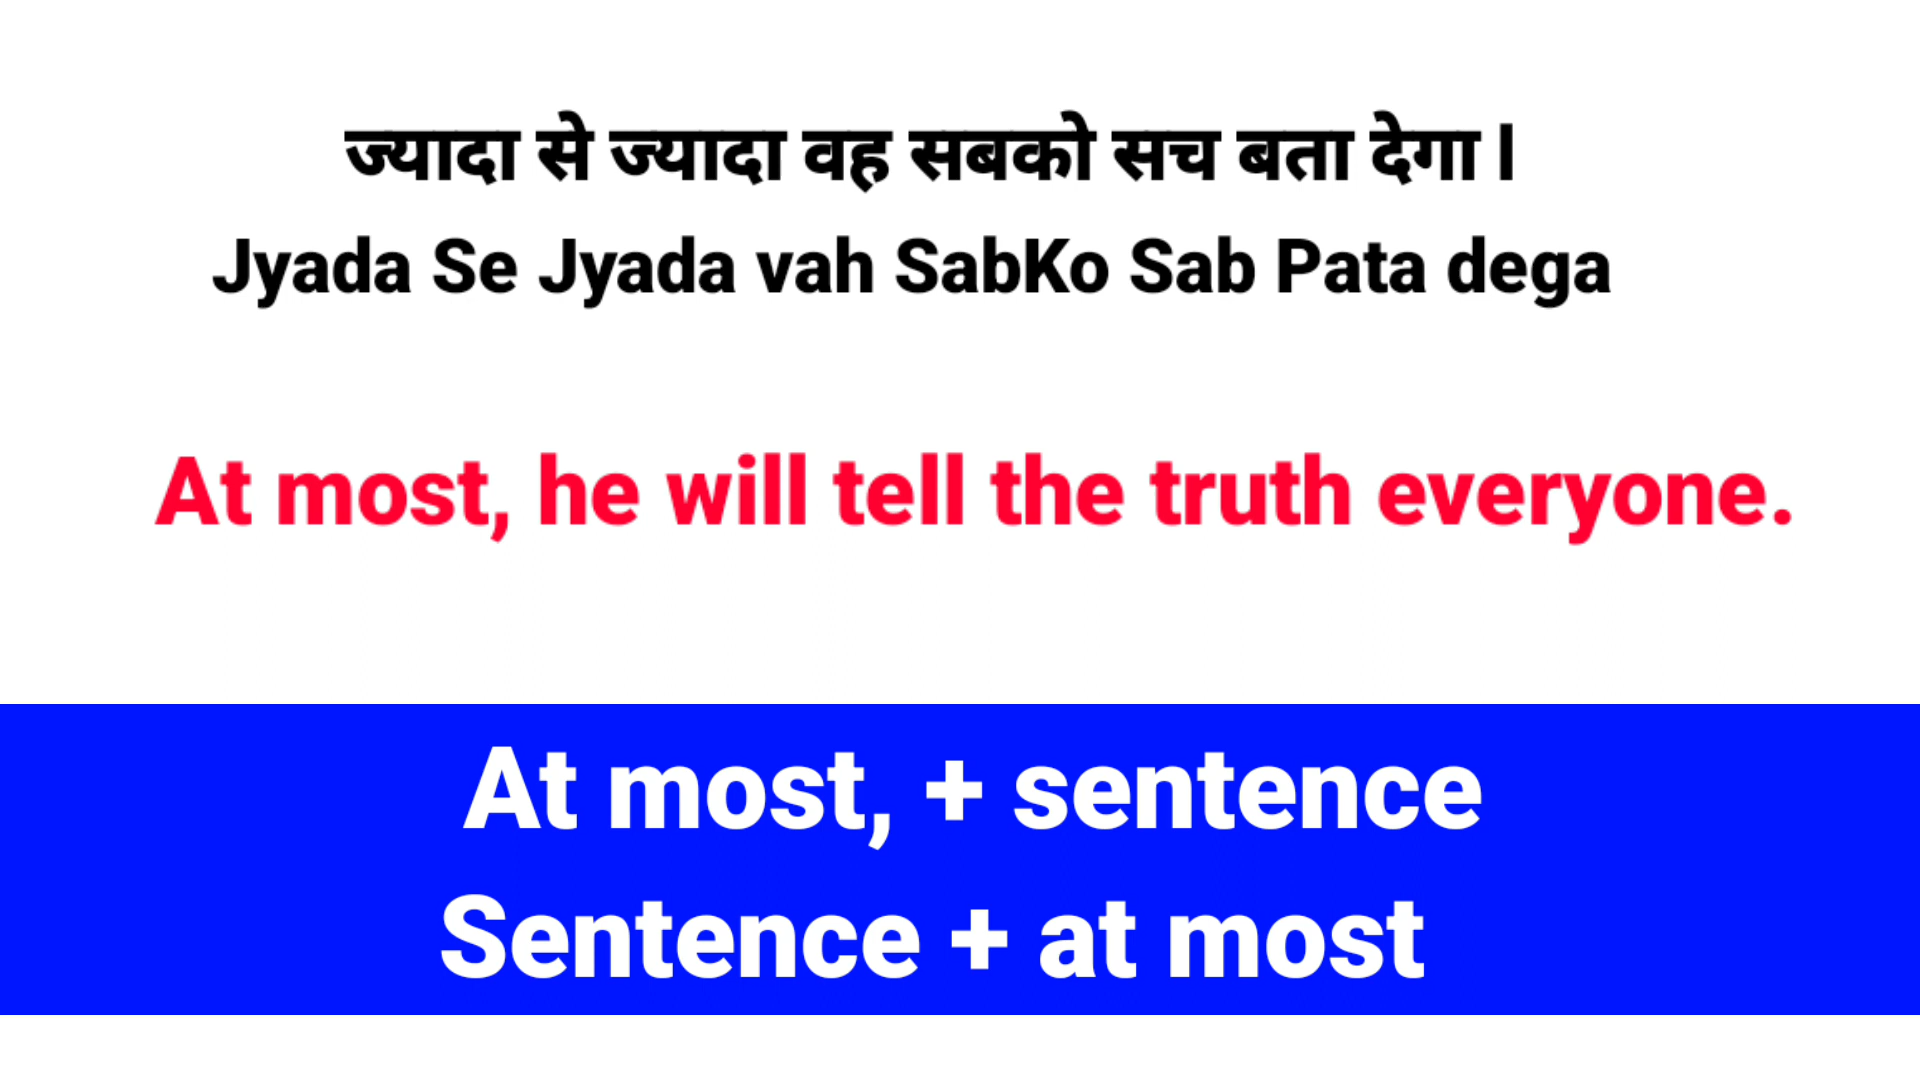 ज्यादा से ज्यादा वह सबको सच बता देगा l
Jyada Se Jyada vah SabKo Sab Pata dega
At most, he will tell the truth everyone.
At most, + sentence
Sentence + at most